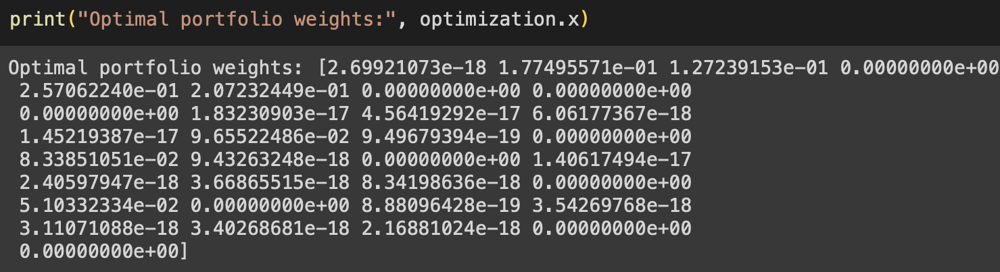 print("Optimal portfolio weights:", optimization.x)
Optimal portfolio weights: [2.69921073e-18 1.77495571e-01 1.27239153e-01 0.00000000e+00
2.57062240e-01 2.07232449e-01 0.00000000e+00 0.00000000e+00
0.00000000e+00 1.83230903e-17 4.56419292e-17 6.06177367e-18
1.45219387e-17 9.65522486e-02 9.49679394e-19 0.00000000e+00
8.33851051e-02 9.43263248e-18 0.00000000e+00 1.40617494e-17
2.40597947e-18 3.66865515e-18 8.34198636e-18 0.00000000e+00
5.10332334e-02 0.00000000e+00 8.88096428e-19 3.54269768e-18
3.11071088e-18 3.40268681e-18 2.16881024e-18 0.00000000e+00
0.00000000e+00]